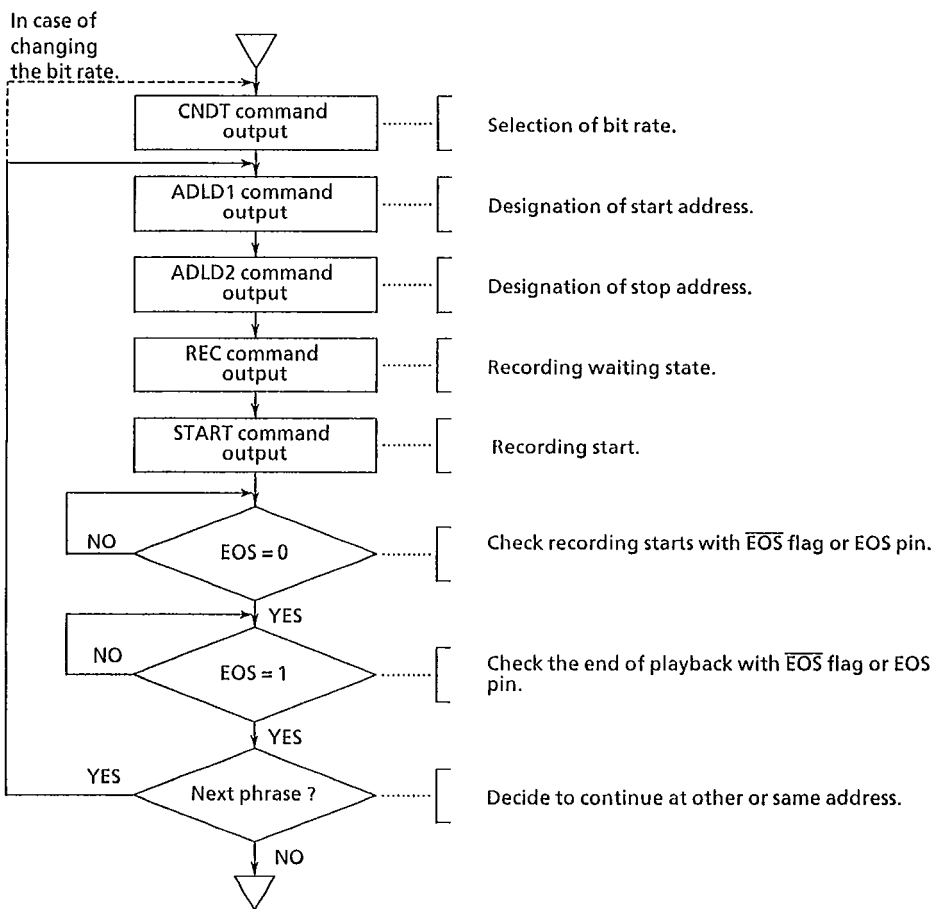 In case of
changing
the bit rate.
CNDT command
output
Selection of bit rate.
ADLD1 command
output
Designation of start address.
ADLD2 command
output
Designation of stop address.
REC command
output
Recording waiting state.
START command
output
Recording start.
NO
EOS = 0
Check recording starts with E̅O̅S̅ flag or EOS pin.
YES
NO
EOS = 1
Check the end of playback with E̅O̅S̅ flag or EOS
pin.
YES
YES
Next phrase ?
Decide to continue at other or same address.
NO